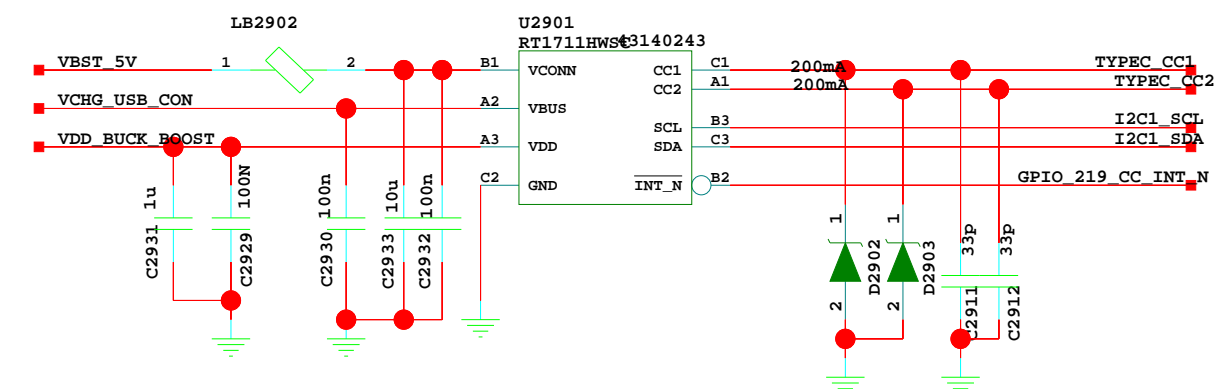 LB2902
U2901
RT1711HWSC 43140243
VBST_5V 1 2 B1 VCONN CC1 C1 200mA TYPEC_CC1
CC2 A1 200mA TYPEC_CC2
VCHG_USB_CON A2 VBUS
SCL B3 I2C1_SCL
VDD_BUCK_BOOST A3 VDD SDA C3 I2C1_SDA
C2 GND INT_N B2 GPIO_219_CC_INT_N
1u 100N 100n 10u 100n
C2931 C2929 C2930 C2933 C2932
1 1 33p 33p
D2902 D2903
2 2
C2911 C2912